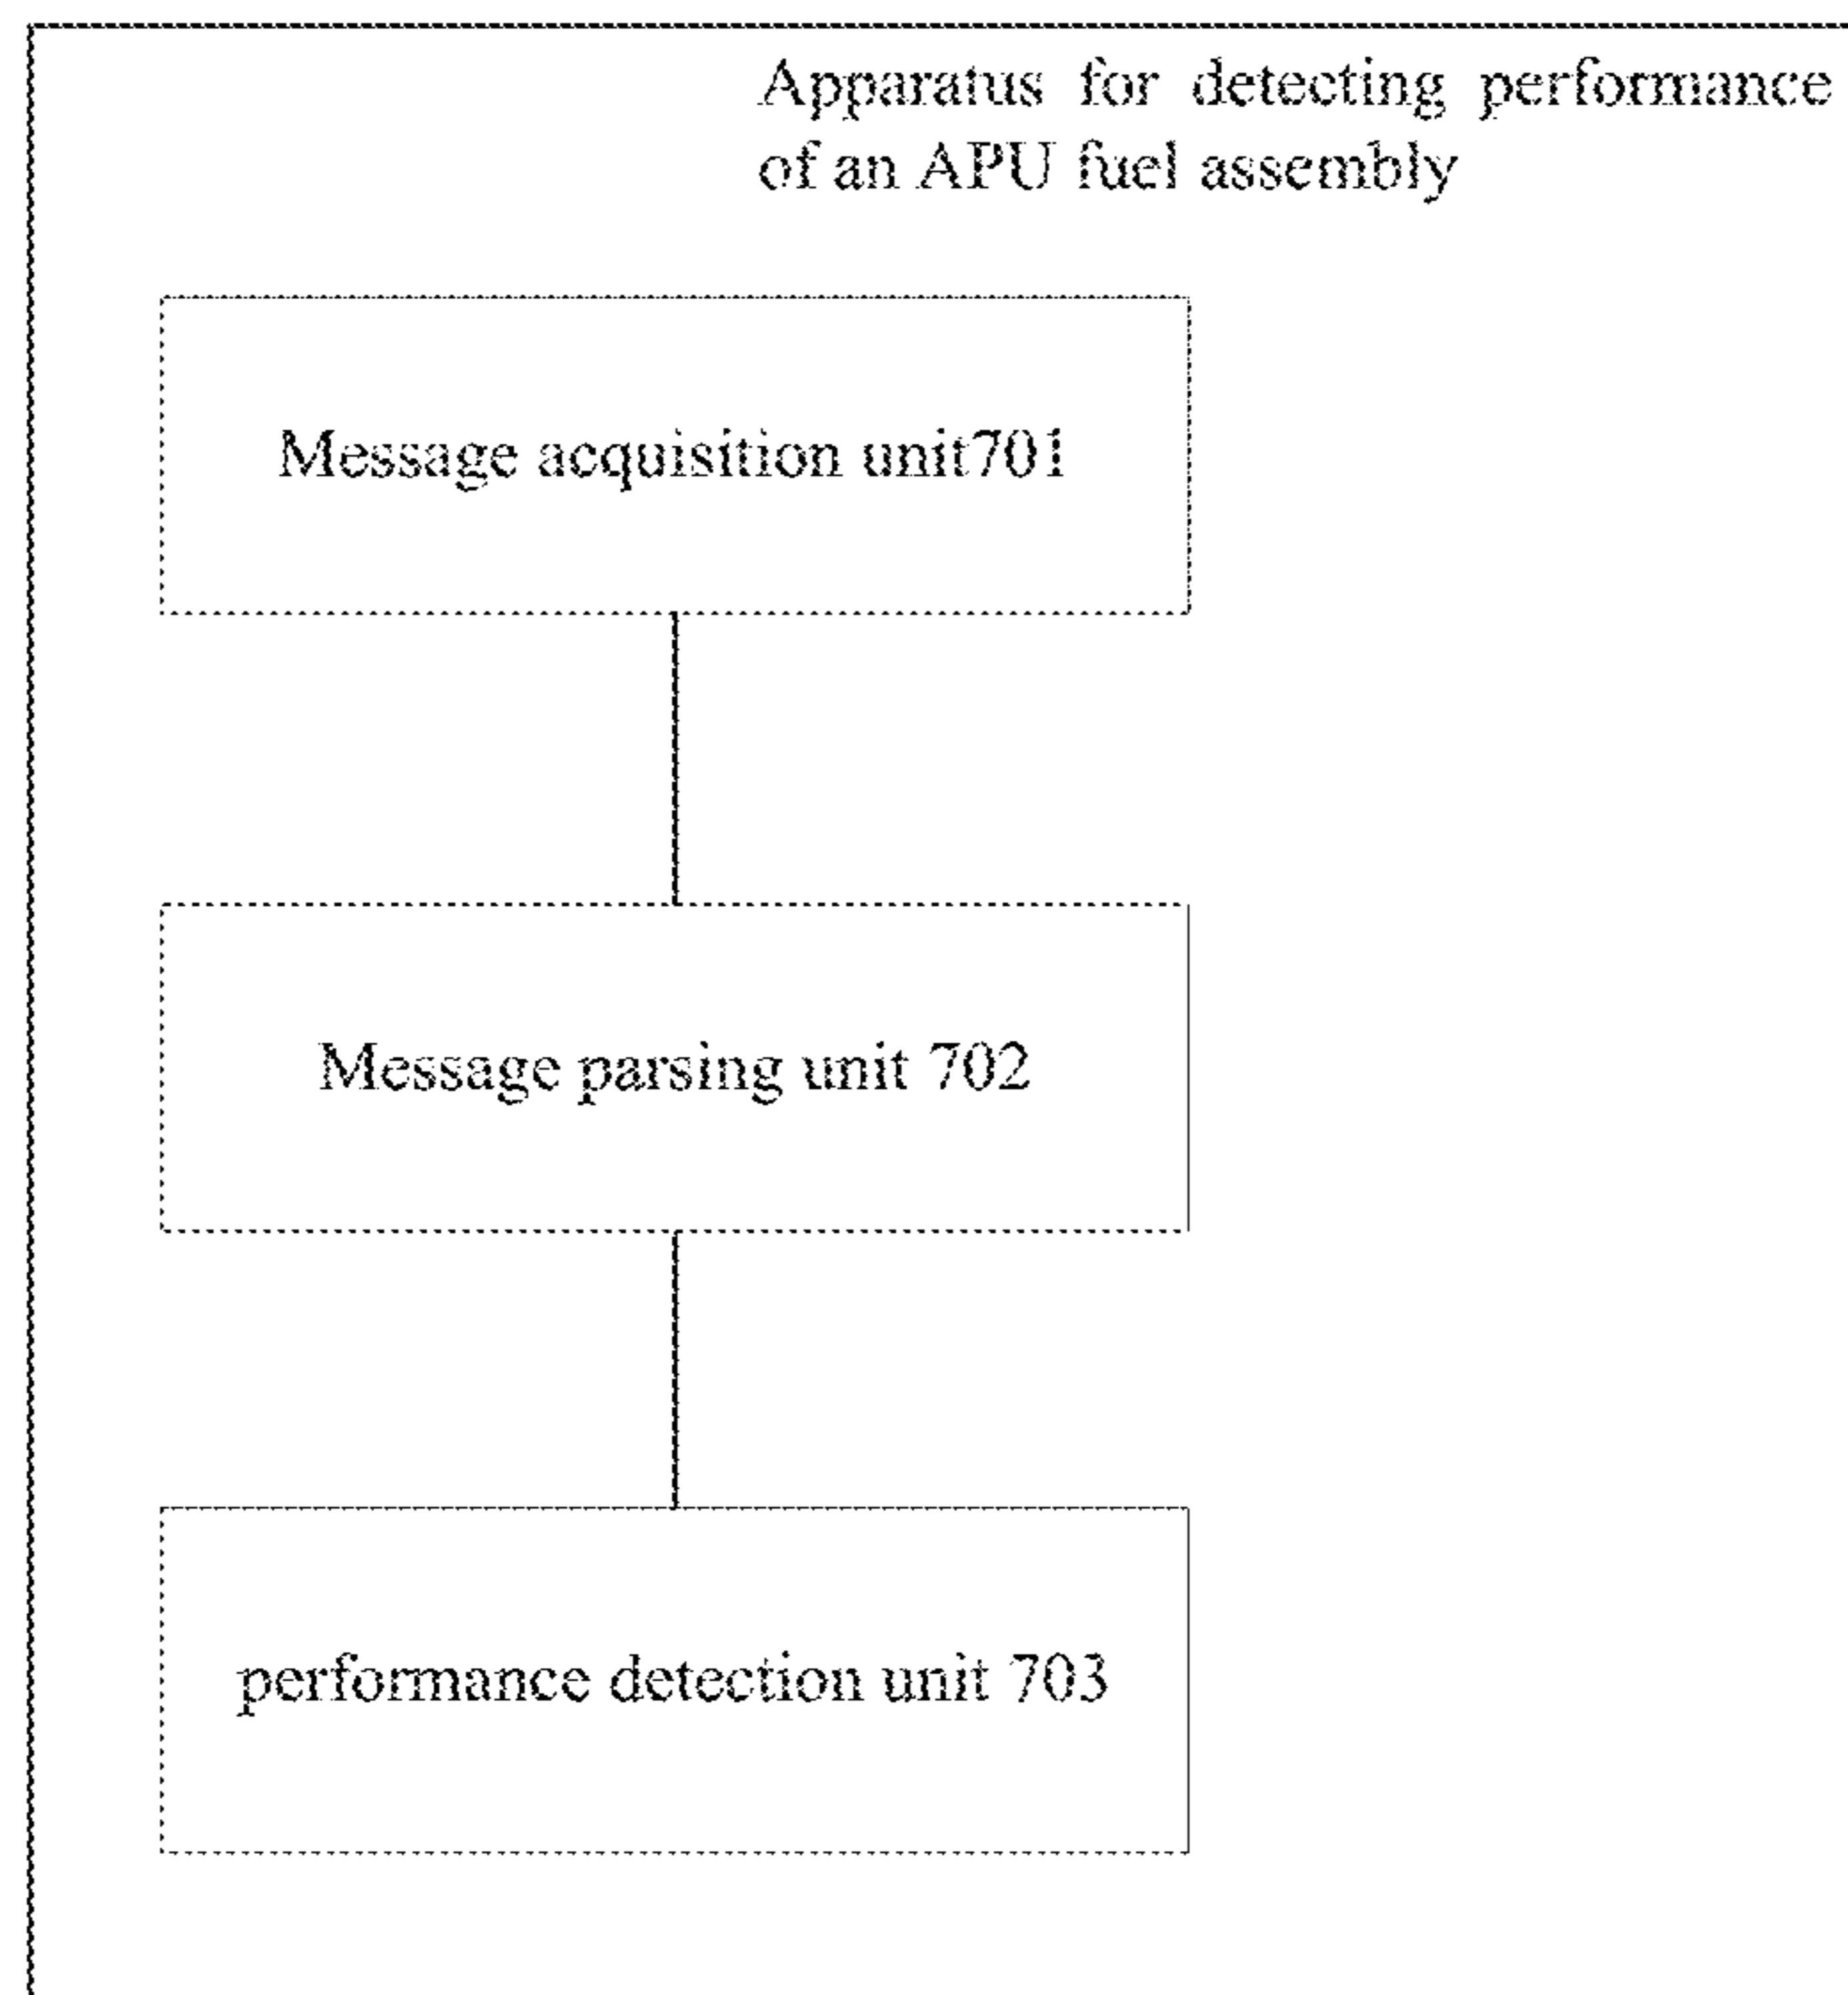 Apparatus for detecting performance
of an APU fuel assembly
Message acquisition unit701
Message parsing unit 702
performance detection unit 703